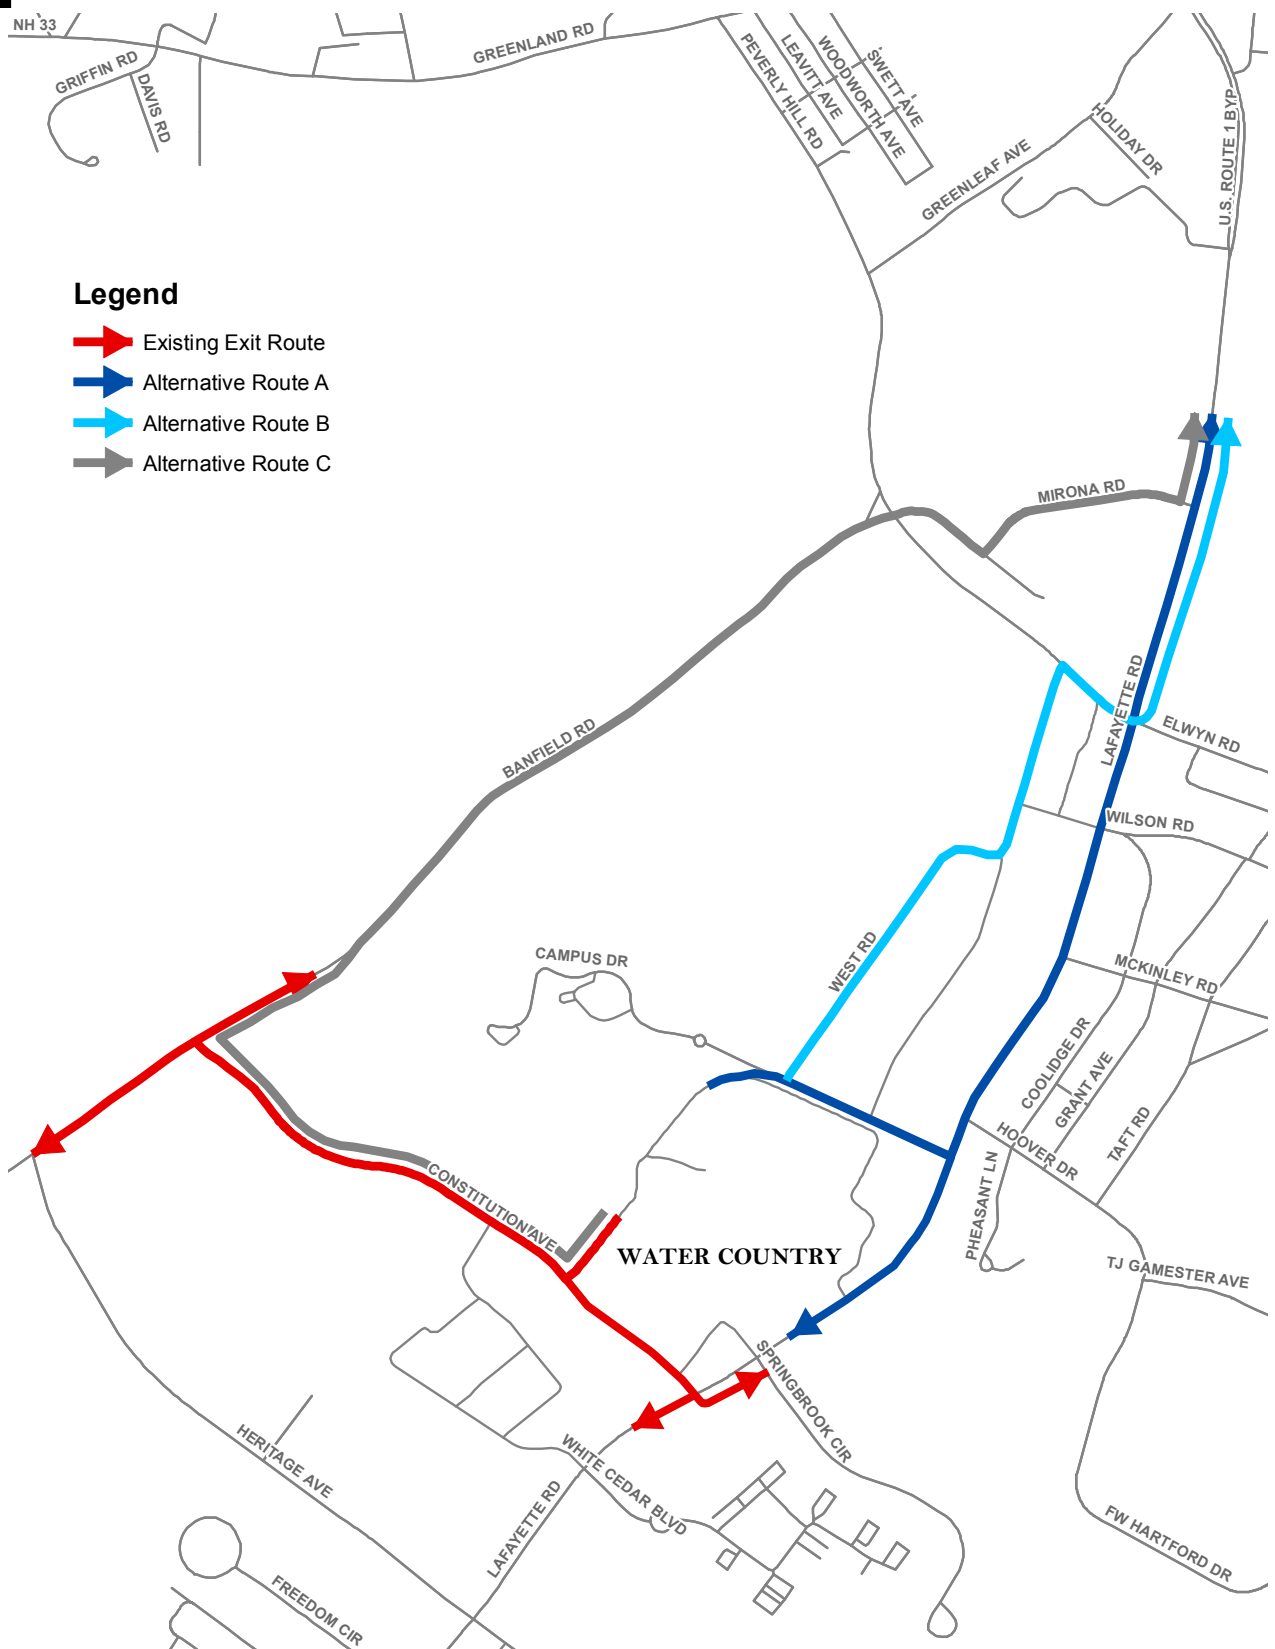 NH 33
GREENLAND RD
GRIFFIN RD
DAVIS RD
PEVERLY HILL RD
LEAVITT AVE
WOODWORTH AVE
SWETT AVE
HOLIDAY DR
GREENLEAF AVE
U.S. ROUTE 1 BYP
Legend
Existing Exit Route
Alternative Route A
Alternative Route B
Alternative Route C
MIRONA RD
LAFAYETTE RD
ELWYN RD
BANFIELD RD
WILSON RD
CAMPUS DR
WEST RD
MCKINLEY RD
COOLIDGE DR
GRANT AVE
TAFT RD
HOOVER DR
PHEASANT LN
CONSTITUTION AVE
WATER COUNTRY
TJ GAMESTER AVE
SPRINGBROOK CIR
HERITAGE AVE
WHITE CEDAR BLVD
LAFAYETTE RD
FW HARTFORD DR
FREEDOM CIR